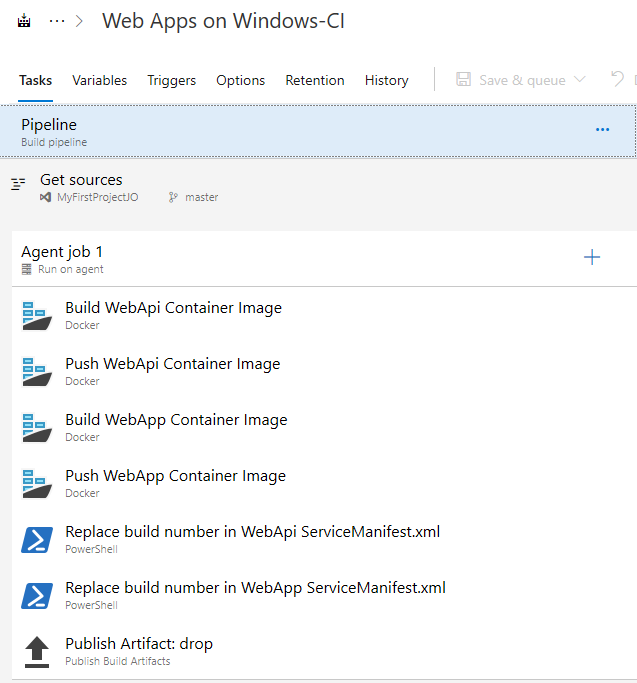 ··· > Web Apps on Windows-CI
Tasks Variables Triggers Options Retention History Save & queue
Pipeline ···
Build pipeline
Get sources
MyFirstProjectJO master
Agent job 1 +
Run on agent
Build WebApi Container Image
Docker
Push WebApi Container Image
Docker
Build WebApp Container Image
Docker
Push WebApp Container Image
Docker
Replace build number in WebApi ServiceManifest.xml
PowerShell
Replace build number in WebApp ServiceManifest.xml
PowerShell
Publish Artifact: drop
Publish Build Artifacts